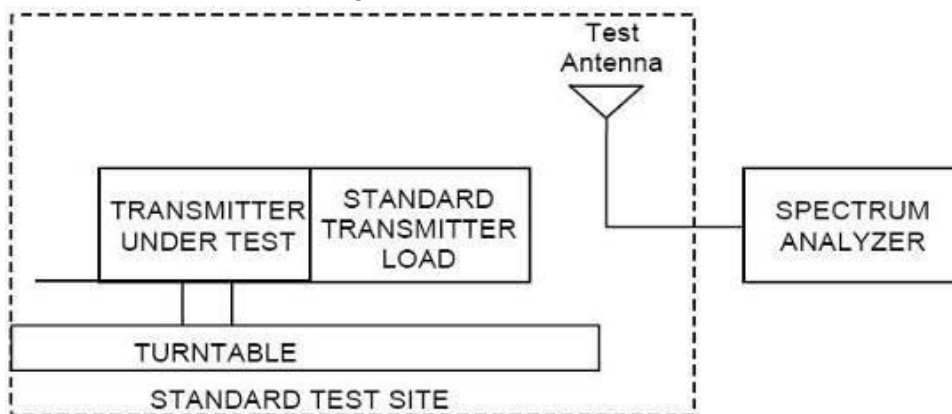 Test
Antenna
TRANSMITTER
UNDER TEST
STANDARD
TRANSMITTER
LOAD
SPECTRUM
ANALYZER
TURNTABLE
STANDARD TEST SITE